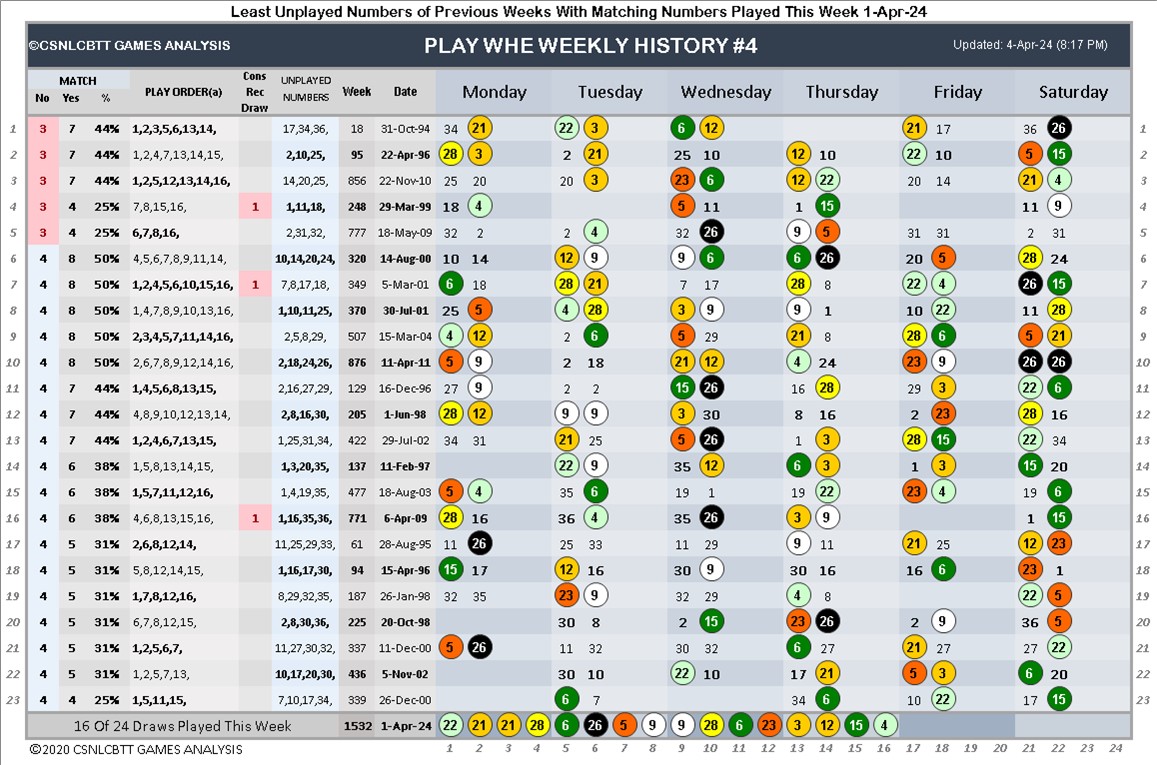 Least Unplayed Numbers of Previous Weeks With Matching Numbers Played This Week 1-Apr-24
©CSNLCBTT GAMES ANALYSIS PLAY WHE WEEKLY HISTORY #4 Updated: 4-Apr-24 (8:17 PM)
MATCH No Yes % PLAY ORDER(a) Cons Rec Draw UNPLAYED NUMBERS Week Date Monday Tuesday Wednesday Thursday Friday Saturday
1 3 7 44% 1,2,3,5,6,13,14, 17,34,36, 18 31-Oct-94 34 21 22 3 6 12 21 17 36 26 1
2 3 7 44% 1,2,4,7,13,14,15, 2,10,25, 95 22-Apr-96 28 3 2 21 25 10 12 10 22 10 5 15 2
3 3 7 44% 1,2,5,12,13,14,16, 14,20,25, 856 22-Nov-10 25 20 20 3 23 6 12 22 20 14 21 4 3
4 3 4 25% 7,8,15,16, 1 1,11,18, 248 29-Mar-99 18 4 5 11 1 15 11 9 4
5 3 4 25% 6,7,8,16, 2,31,32, 777 18-May-09 32 2 2 4 32 26 9 5 31 31 2 31 5
6 4 8 50% 4,5,6,7,8,9,11,14, 10,14,20,24, 320 14-Aug-00 10 14 12 9 9 6 6 26 20 5 28 24 6
7 4 8 50% 1,2,4,5,6,10,15,16, 1 7,8,17,18, 349 5-Mar-01 6 18 28 21 7 17 28 8 22 4 26 15 7
8 4 8 50% 1,4,7,8,9,10,13,16, 1,10,11,25, 370 30-Jul-01 25 5 4 28 3 9 9 1 10 22 11 28 8
9 4 8 50% 2,3,4,5,7,11,14,16, 2,5,8,29, 507 15-Mar-04 4 12 2 6 5 29 21 8 28 6 5 21 9
10 4 8 50% 2,6,7,8,9,12,14,16, 2,18,24,26, 876 11-Apr-11 5 9 2 18 21 12 4 24 23 9 26 26 10
11 4 7 44% 1,4,5,6,8,13,15, 2,16,27,29, 129 16-Dec-96 27 9 2 2 15 26 16 28 29 3 22 6 11
12 4 7 44% 4,8,9,10,12,13,14, 2,8,16,30, 205 1-Jun-98 28 12 9 9 3 30 8 16 2 23 28 16 12
13 4 7 44% 1,2,4,6,7,13,15, 1,25,31,34, 422 29-Jul-02 34 31 21 25 5 26 1 3 28 15 22 34 13
14 4 6 38% 1,5,8,13,14,15, 1,3,20,35, 137 11-Feb-97 22 9 35 12 6 3 1 3 15 20 14
15 4 6 38% 1,5,7,11,12,16, 1,4,19,35, 477 18-Aug-03 5 4 35 6 19 1 19 22 23 4 19 6 15
16 4 6 38% 4,6,8,13,15,16, 1 1,16,35,36, 771 6-Apr-09 28 16 36 4 35 26 3 9 1 15 16
17 4 5 31% 2,6,8,12,14, 11,25,29,33, 61 28-Aug-95 11 26 25 33 11 29 9 11 21 25 12 23 17
18 4 5 31% 5,8,12,14,15, 1,16,17,30, 94 15-Apr-96 15 17 12 16 30 9 30 16 16 6 23 1 18
19 4 5 31% 1,7,8,12,16, 8,29,32,35, 187 26-Jan-98 32 35 23 9 32 29 4 8 22 5 19
20 4 5 31% 6,7,8,12,15, 2,8,30,36, 225 20-Oct-98 30 8 2 15 23 26 2 9 36 5 20
21 4 5 31% 1,2,5,6,7, 11,27,30,32, 337 11-Dec-00 5 26 11 32 30 32 6 27 21 27 27 22 21
22 4 5 31% 1,2,5,7,13, 10,17,20,30, 436 5-Nov-02 30 10 22 10 17 21 5 3 6 20 22
23 4 4 25% 1,5,11,15, 7,10,17,34, 339 26-Dec-00 6 7 34 6 10 22 17 15 23
16 Of 24 Draws Played This Week 1532 1-Apr-24 22 21 21 28 6 26 5 9 9 28 6 23 3 12 15 4
©2020 CSNLCBTT GAMES ANALYSIS 1 2 3 4 5 6 7 8 9 10 11 12 13 14 15 16 17 18 19 20 21 22 23 24